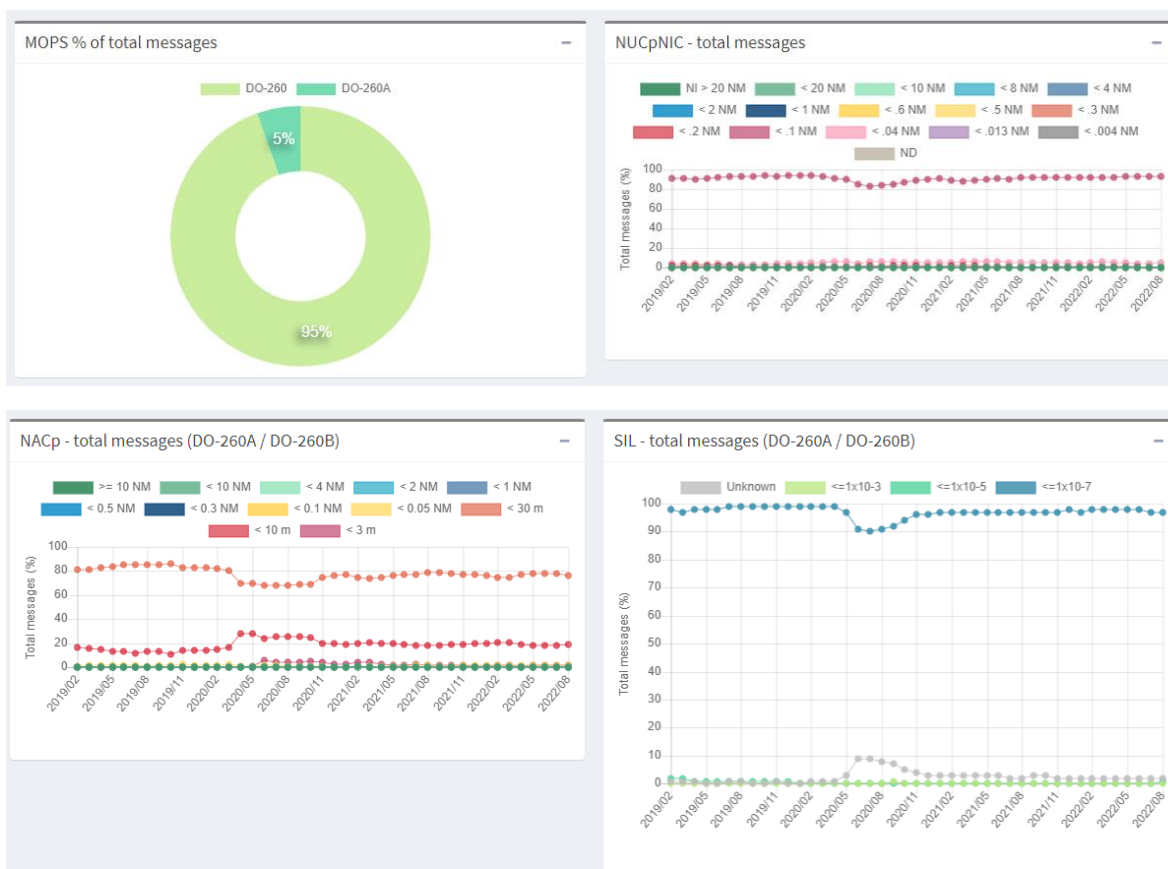 MOPS % of total messages
DO-260 DO-260A
5%
95%
NUCpNIC - total messages
NI > 20 NM < 20 NM < 10 NM < 8 NM < 4 NM
< 2 NM < 1 NM < .6 NM < .5 NM < .3 NM
< .2 NM < .1 NM < .04 NM < .013 NM < .004 NM
ND
Total messages (%)
100
80
60
40
20
0
2019/02 2019/05 2019/08 2019/11 2020/02 2020/05 2020/08 2020/11 2021/02 2021/05 2021/08 2021/11 2022/02 2022/05 2022/08
NACp - total messages (DO-260A / DO-260B)
>= 10 NM < 10 NM < 4 NM < 2 NM < 1 NM
< 0.5 NM < 0.3 NM < 0.1 NM < 0.05 NM < 30 m
< 10 m < 3 m
Total messages (%)
100
80
60
40
20
0
2019/02 2019/05 2019/08 2019/11 2020/02 2020/05 2020/08 2020/11 2021/02 2021/05 2021/08 2021/11 2022/02 2022/05 2022/08
SIL - total messages (DO-260A / DO-260B)
Unknown <=1x10-3 <=1x10-5 <=1x10-7
Total messages (%)
100
90
80
70
60
50
40
30
20
10
0
2019/02 2019/05 2019/08 2019/11 2020/02 2020/05 2020/08 2020/11 2021/02 2021/05 2021/08 2021/11 2022/02 2022/05 2022/08